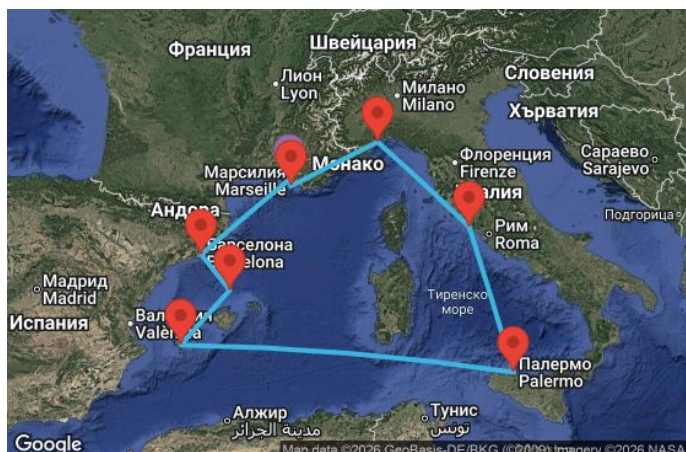 Швейцария
Франция
Словения
Лион
Lyon
Милано
Milano
Хърватия
Монако
Флоренция
Firenze
Сараево
Sarajevo
Марсилия
Marseille
Италия
Подгорица
Андора
Рим
Roma
Барселона
Barcelona
Мадрид
Madrid
Тиренско
море
Испания
València
Палермо
Palermo
Алжир
مدينة الجزائر
Тунис
تونس
Google
Map data ©2026 GeoBasis-DE/BKG (©2009) Imagery ©2026 NASA